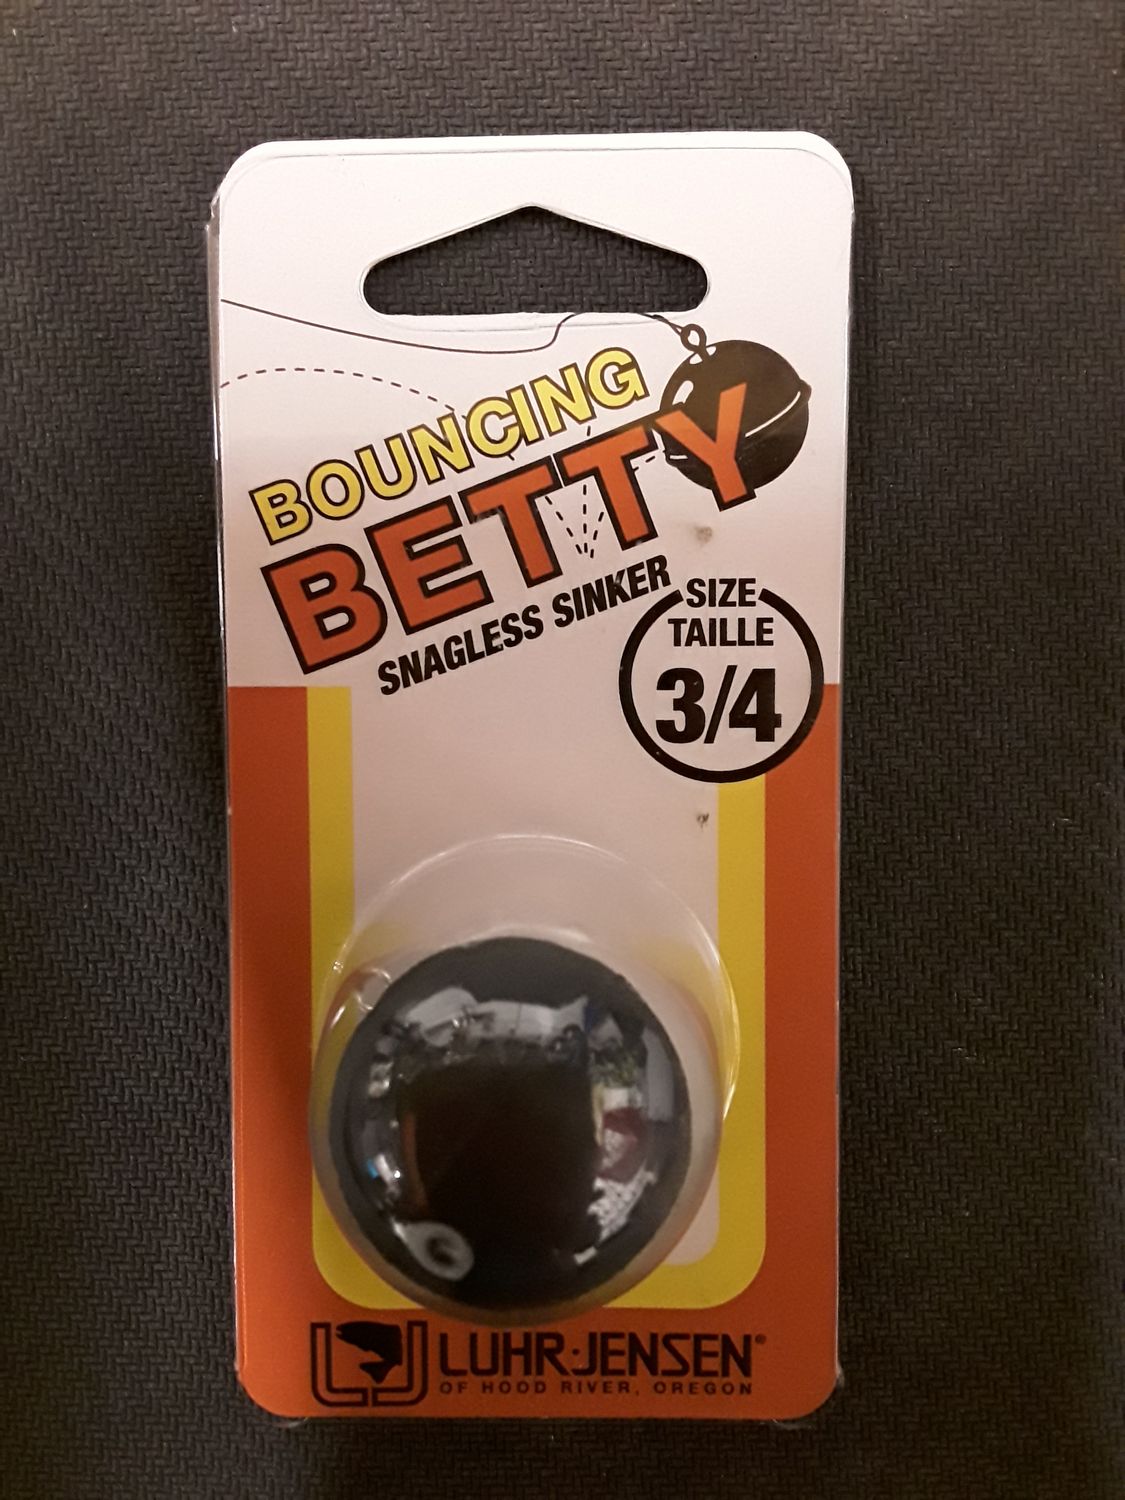 BOUNCING
BETTY
SNAGLESS SINKER
SIZE
TAILLE
3/4
LUHR·JENSEN®
OF HOOD RIVER, OREGON